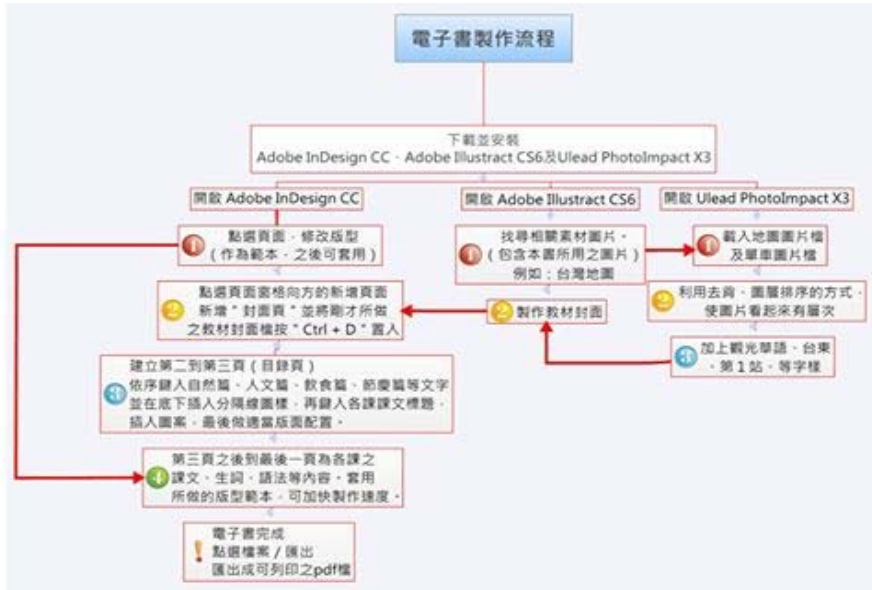 電子書製作流程
下載並安裝
Adobe InDesign CC、Adobe Illustract CS6及Ulead PhotoImpact X3
開啟 Adobe InDesign CC
開啟 Adobe Illustract CS6
開啟 Ulead PhotoImpact X3
1 點選頁面、修改版型
(作為範本、之後可套用)
2 點選頁面窗格向方的新增頁面
新增"封面頁"並將剛才所做
之教材封面檔按"Ctrl + D"置入
3 建立第二到第三頁(目錄頁)
依序鍵入自然篇、人文篇、飲食篇、節慶篇等文字
並在底下插入分隔線圖樣、再鍵入各課課文標題、
插入圖案、最後做適當版面配置。
4 第三頁之後到最後一頁為各課之
課文、生詞、語法等內容。套用
所做的版型範本、可加快製作速度。
! 電子書完成
點選檔案/匯出
匯出成可列印之pdf檔
1 找尋相關素材圖片。
(包含本書所用之圖片)
例如:台灣地圖
2 製作教材封面
1 載入地圖圖片檔
及單車圖片檔
2 利用去背、圖層排序的方式、
使圖片看起來有層次
3 加上觀光華語、台東
、第1站、等字樣